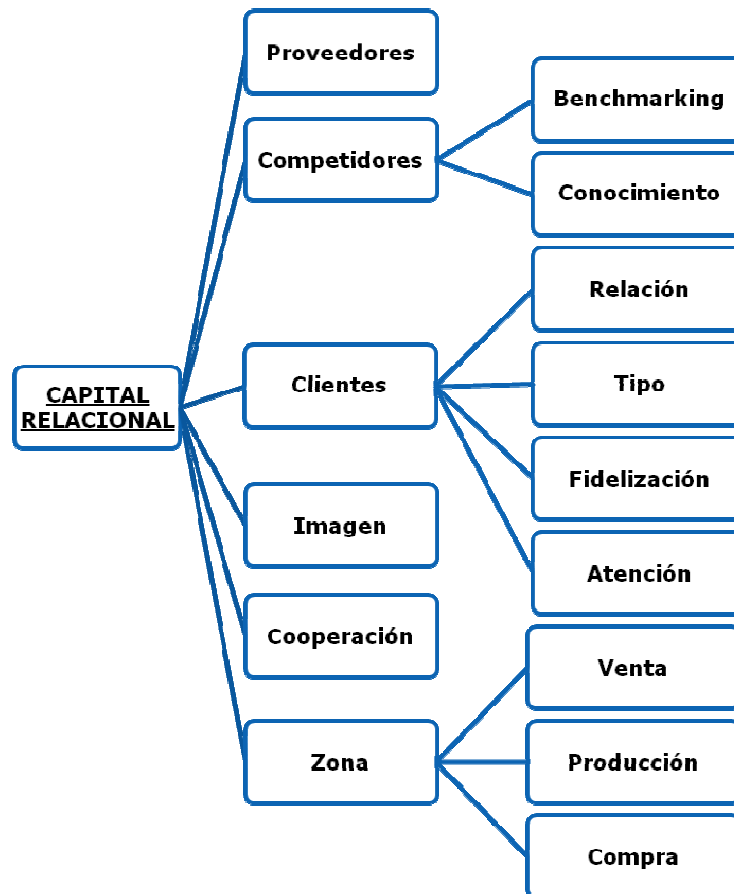 CAPITAL
RELACIONAL
Proveedores
Competidores
Benchmarking
Conocimiento
Clientes
Relación
Tipo
Fidelización
Atención
Imagen
Cooperación
Zona
Venta
Producción
Compra